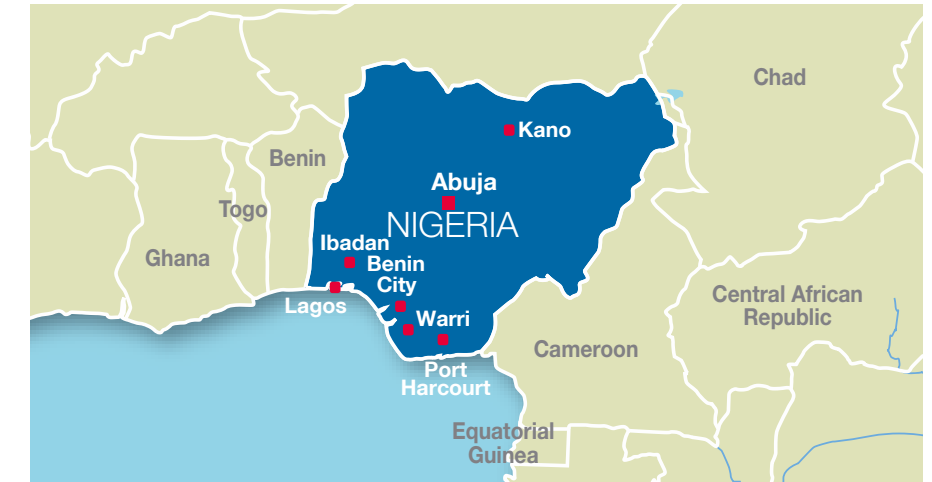 Chad
Kano
Benin
Abuja
Togo
NIGERIA
Ibadan
Ghana
Benin
City
Lagos
Central African
Republic
Warri
Cameroon
Port
Harcourt
Equatorial
Guinea